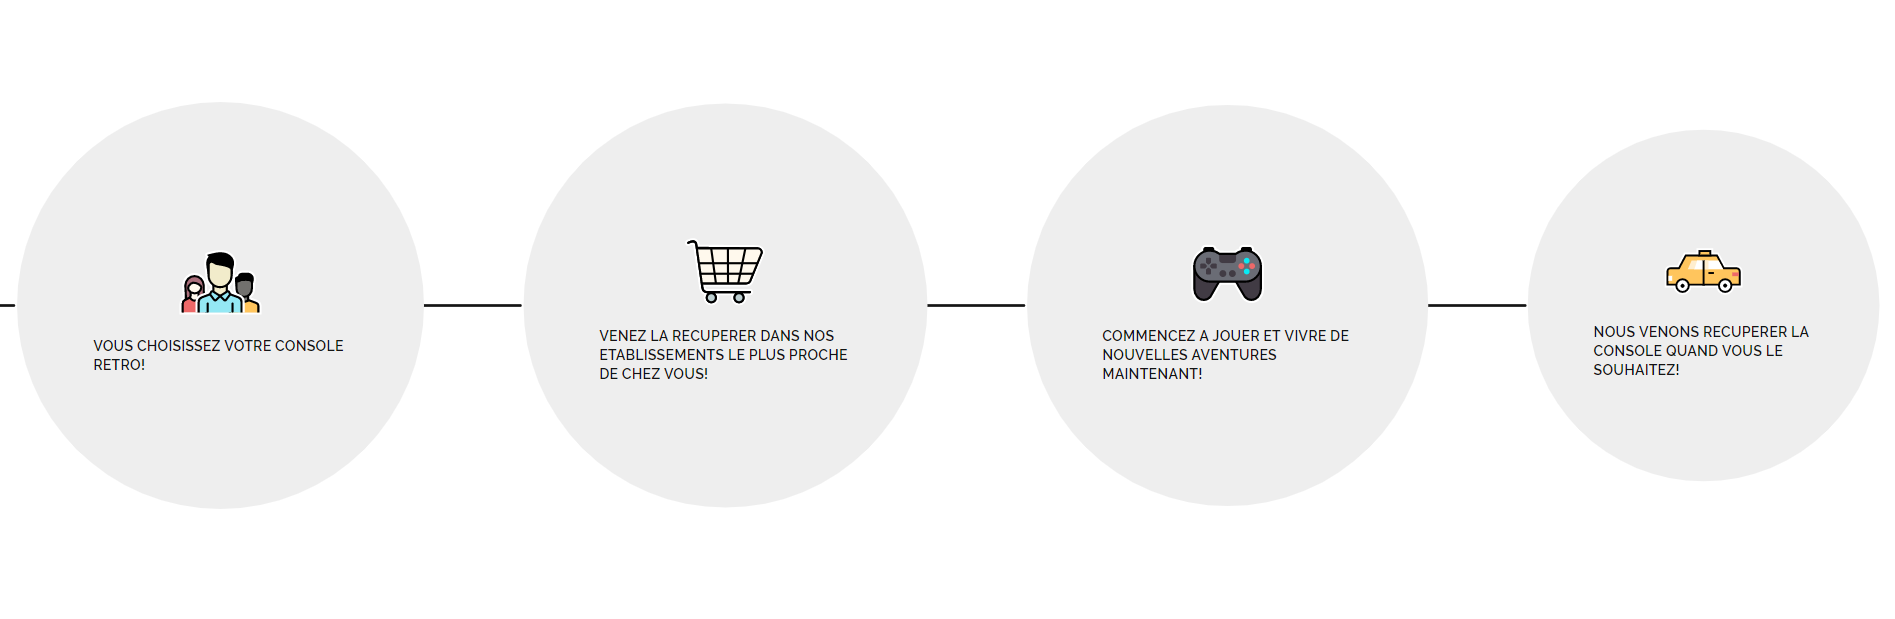 VOUS CHOISISSEZ VOTRE CONSOLE
RETRO!
VENEZ LA RECUPERER DANS NOS
ETABLISSEMENTS LE PLUS PROCHE
DE CHEZ VOUS!
COMMENCEZ A JOUER ET VIVRE DE
NOUVELLES AVENTURES
MAINTENANT!
NOUS VENONS RECUPERER LA
CONSOLE QUAND VOUS LE
SOUHAITEZ!